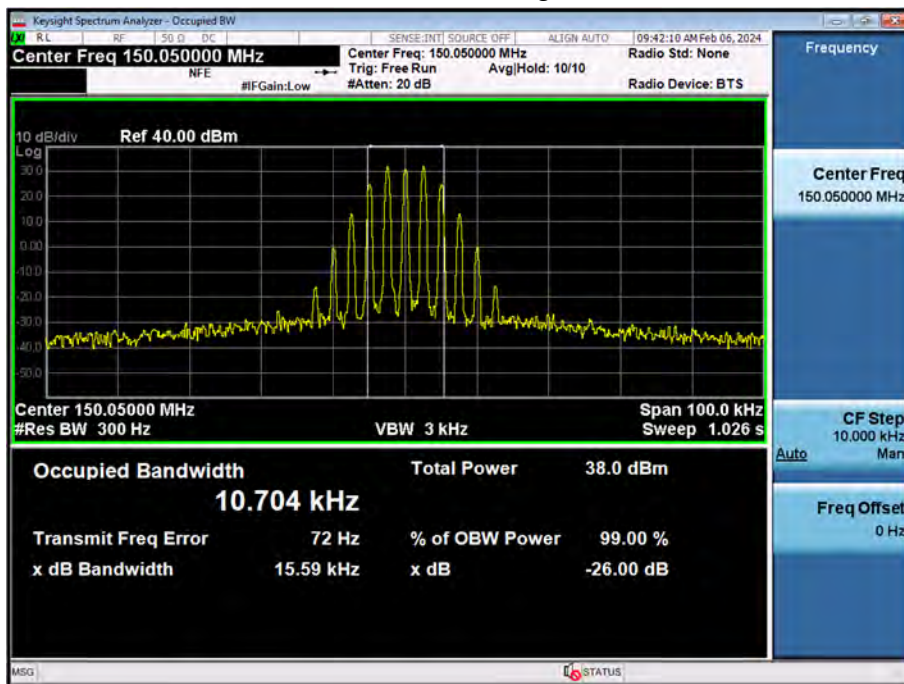 Keysight Spectrum Analyzer - Occupied BW
LXI RL RF 50 Ω DC SENSE:INT SOURCE OFF ALIGN AUTO 09:42:10 AM Feb 06, 2024
Center Freq 150.050000 MHz
NFE
#IFGain:Low
Center Freq: 150.050000 MHz
Trig: Free Run Avg|Hold: 10/10
#Atten: 20 dB
Radio Std: None
Radio Device: BTS
10 dB/div Ref 40.00 dBm
Log
30.0
20.0
10.0
0.00
-10.0
-20.0
-30.0
-40.0
-50.0
Center 150.05000 MHz Span 100.0 kHz
#Res BW 300 Hz VBW 3 kHz Sweep 1.026 s
Occupied Bandwidth Total Power 38.0 dBm
10.704 kHz
Transmit Freq Error 72 Hz % of OBW Power 99.00 %
x dB Bandwidth 15.59 kHz x dB -26.00 dB
MSG STATUS
Frequency
Center Freq
150.050000 MHz
CF Step
10.000 kHz
Auto Man
Freq Offset
0 Hz